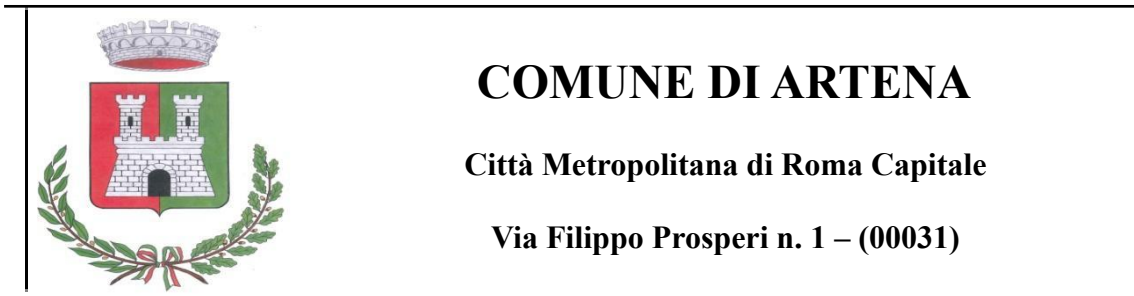 COMUNE DI ARTENA
Città Metropolitana di Roma Capitale
Via Filippo Prosperi n. 1 – (00031)